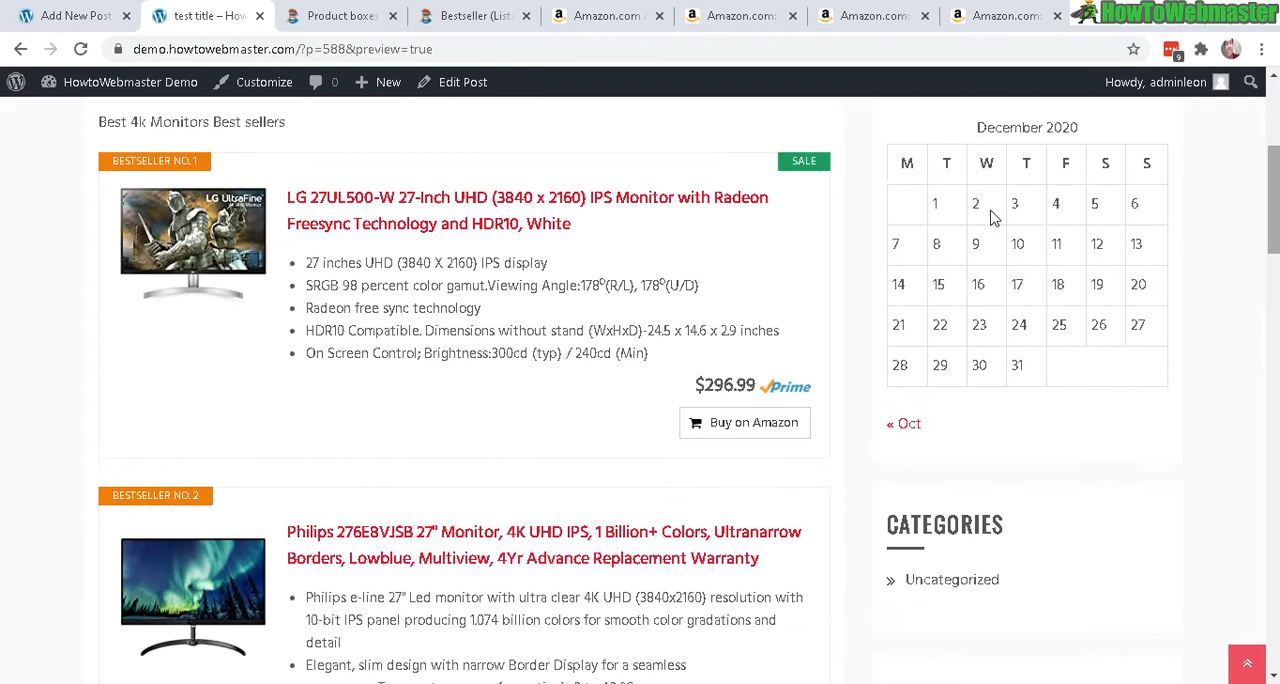 Add New Post
test title – How
Product boxes
Bestseller (List
Amazon.com
Amazon.com:
Amazon.com:
Amazon.com:
HowToWebmaster
demo.howtowebmaster.com/?p=588&preview=true
9
HowtoWebmaster Demo
Customize
0
New
Edit Post
Howdy, adminleon
Best 4k Monitors Best sellers
BESTSELLER NO. 1
SALE
LG UltraFine
LG 27UL500-W 27-Inch UHD (3840 x 2160) IPS Monitor with Radeon
Freesync Technology and HDR10, White
• 27 inches UHD (3840 X 2160) IPS display
• SRGB 98 percent color gamut.Viewing Angle:178⁰(R/L), 178⁰(U/D)
• Radeon free sync technology
• HDR10 Compatible. Dimensions without stand (WxHxD)-24.5 x 14.6 x 2.9 inches
• On Screen Control; Brightness:300cd (typ) / 240cd (Min)
$296.99 Prime
Buy on Amazon
BESTSELLER NO. 2
Philips 276E8VJSB 27" Monitor, 4K UHD IPS, 1 Billion+ Colors, Ultranarrow
Borders, Lowblue, Multiview, 4Yr Advance Replacement Warranty
• Philips e-line 27" Led monitor with ultra clear 4K UHD (3840x2160) resolution with
10-bit IPS panel producing 1.074 billion colors for smooth color gradations and
detail
• Elegant, slim design with narrow Border Display for a seamless
December 2020
M T W T F S S
1 2 3 4 5 6
7 8 9 10 11 12 13
14 15 16 17 18 19 20
21 22 23 24 25 26 27
28 29 30 31
« Oct
CATEGORIES
» Uncategorized